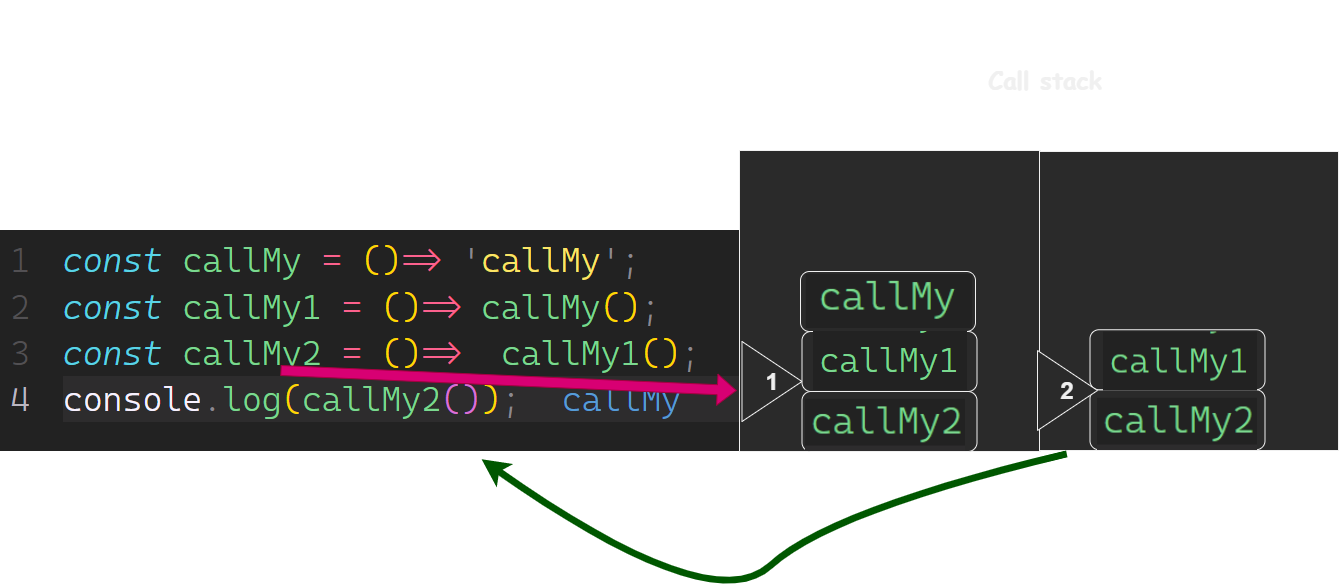 Call stack
1 const callMy = ()=> 'callMy';
2 const callMy1 = ()=> callMy();
3 const callMy2 = ()=> callMy1();
4 console.log(callMy2()); callMy
1
callMy
callMy1
callMy2
2
callMy1
callMy2